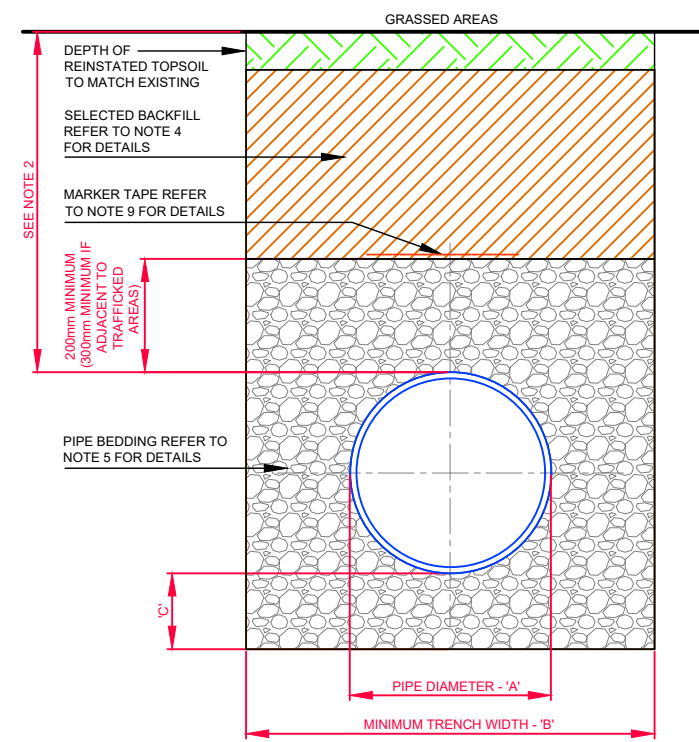 GRASSED AREAS
DEPTH OF
REINSTATED TOPSOIL
TO MATCH EXISTING
SELECTED BACKFILL
REFER TO NOTE 4
FOR DETAILS
SEE NOTE 2
MARKER TAPE REFER
TO NOTE 9 FOR DETAILS
200mm MINIMUM
(300mm MINIMUM IF
ADJACENT TO
TRAFFICKED
AREAS)
PIPE BEDDING REFER TO
NOTE 5 FOR DETAILS
'C'
PIPE DIAMETER - 'A'
MINIMUM TRENCH WIDTH - 'B'